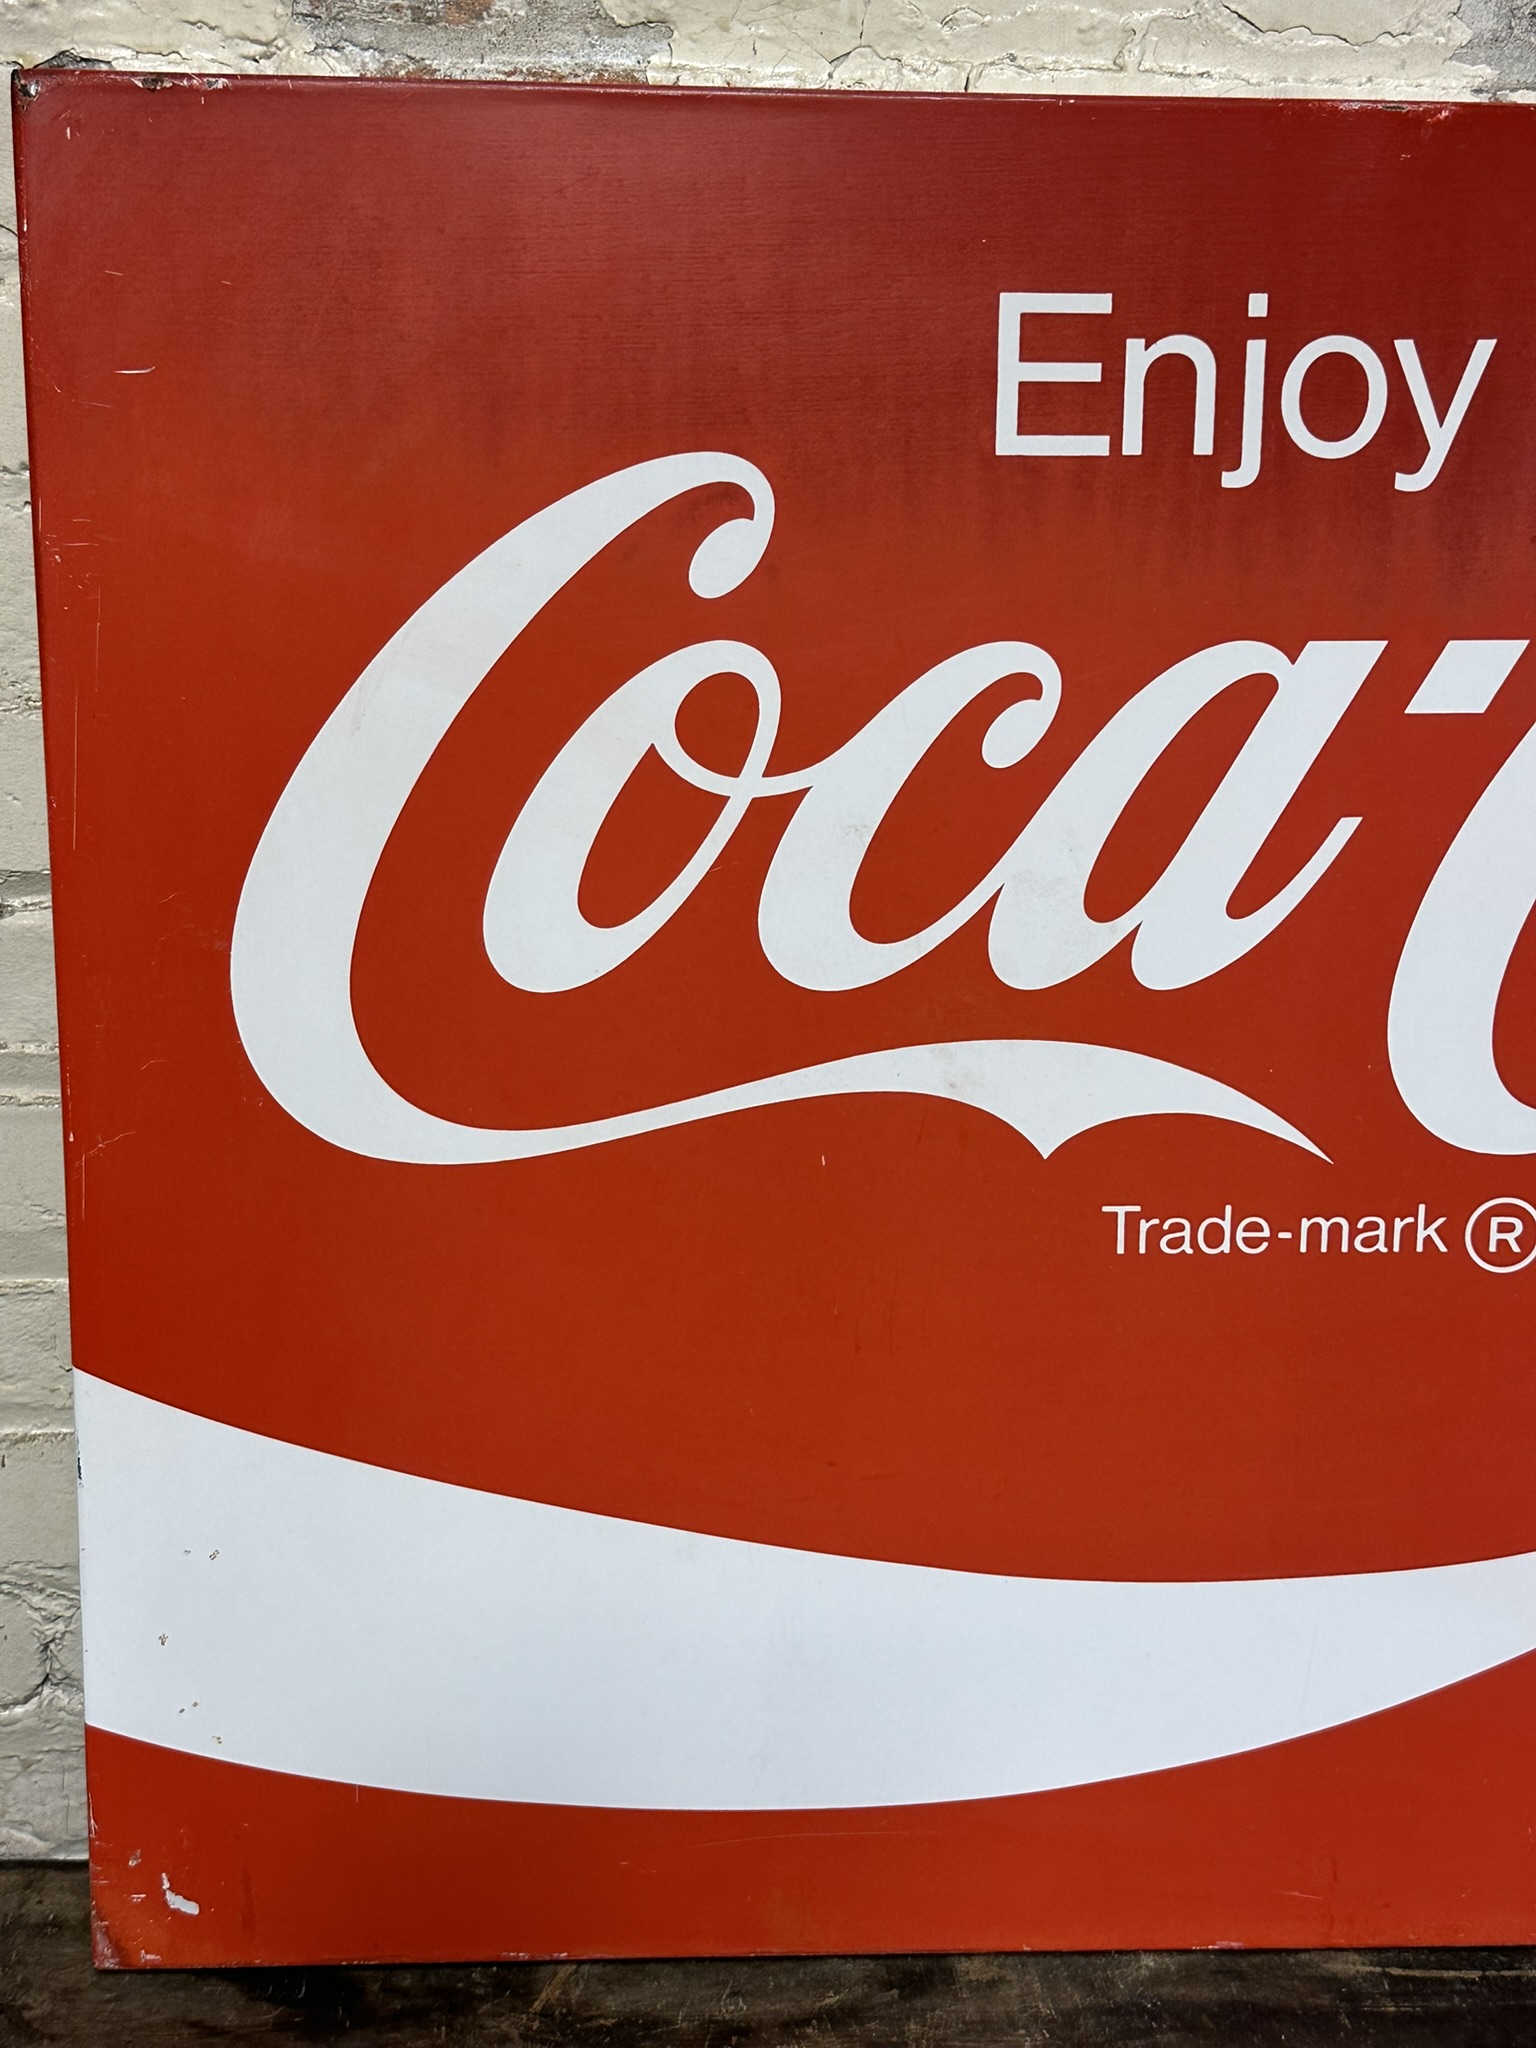 Enjoy
Coca-C
Trade-mark ®